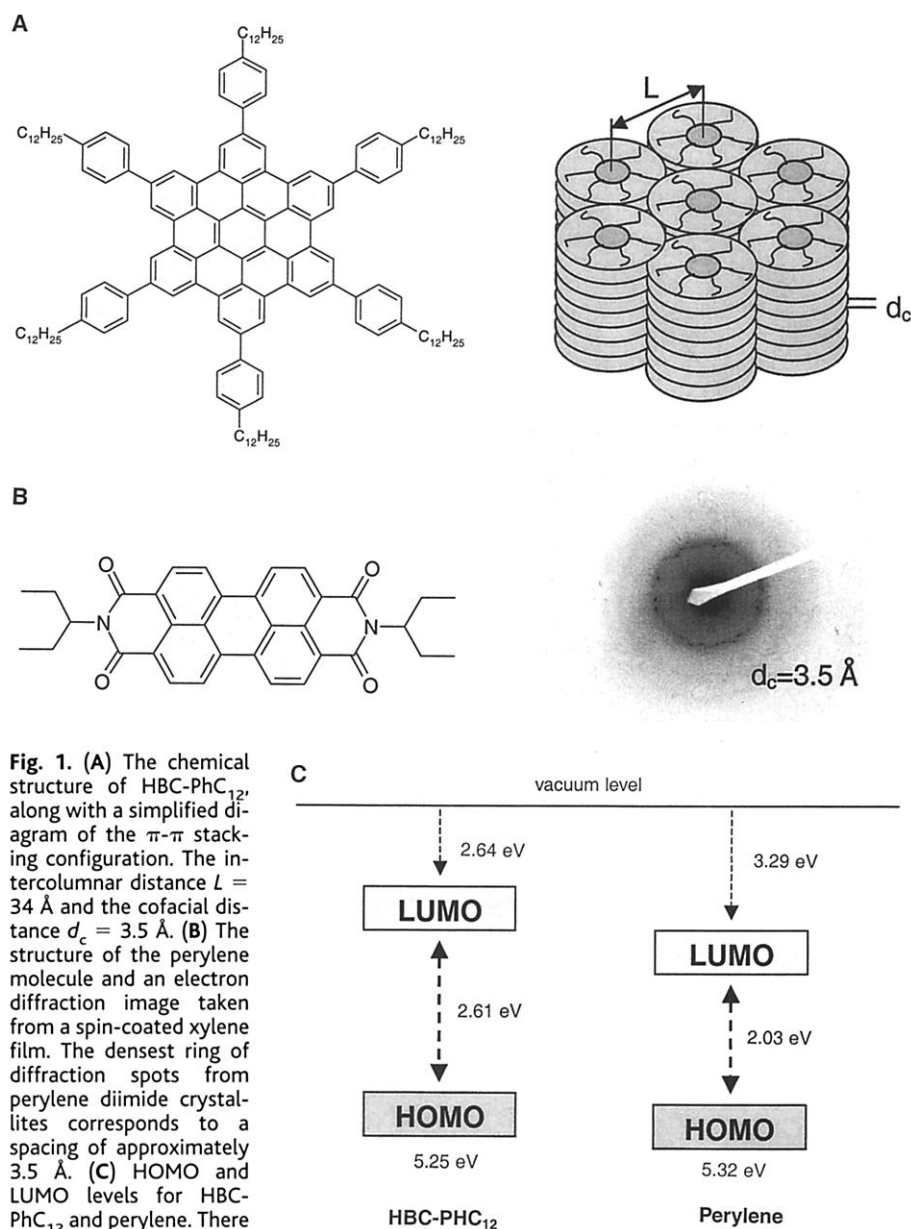 A
C₁₂H₂₅
C₁₂H₂₅
C₁₂H₂₅
C₁₂H₂₅
C₁₂H₂₅
C₁₂H₂₅
L
d_c
B
O
O
N
N
O
O
d_c=3.5 Å
Fig. 1. (A) The chemical
structure of HBC-PhC₁₂,
along with a simplified di-
agram of the π-π stack-
ing configuration. The in-
tercolumnar distance L =
34 Å and the cofacial dis-
tance d_c = 3.5 Å. (B) The
structure of the perylene
molecule and an electron
diffraction image taken
from a spin-coated xylene
film. The densest ring of
diffraction spots from
perylene diimide crystal-
lites corresponds to a
spacing of approximately
3.5 Å. (C) HOMO and
LUMO levels for HBC-
PhC₁₂ and perylene. There
C
vacuum level
2.64 eV
3.29 eV
LUMO
LUMO
2.61 eV
2.03 eV
HOMO
HOMO
5.25 eV
5.32 eV
HBC-PHC₁₂
Perylene